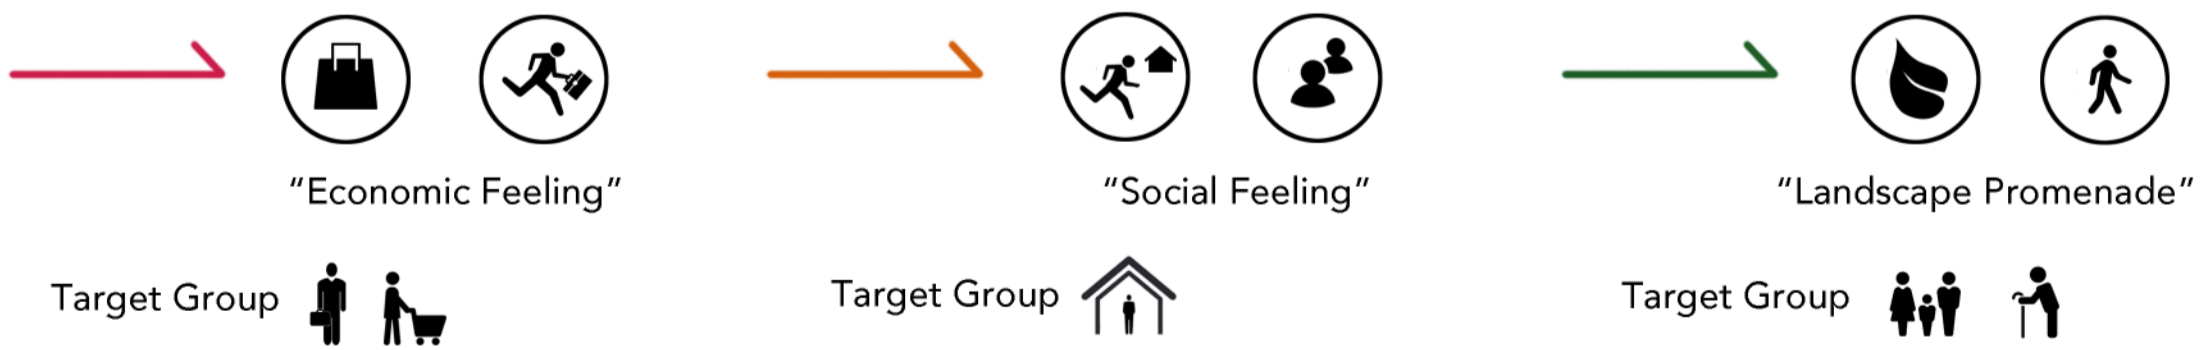 “Economic Feeling”
“Social Feeling”
“Landscape Promenade”
Target Group
Target Group
Target Group